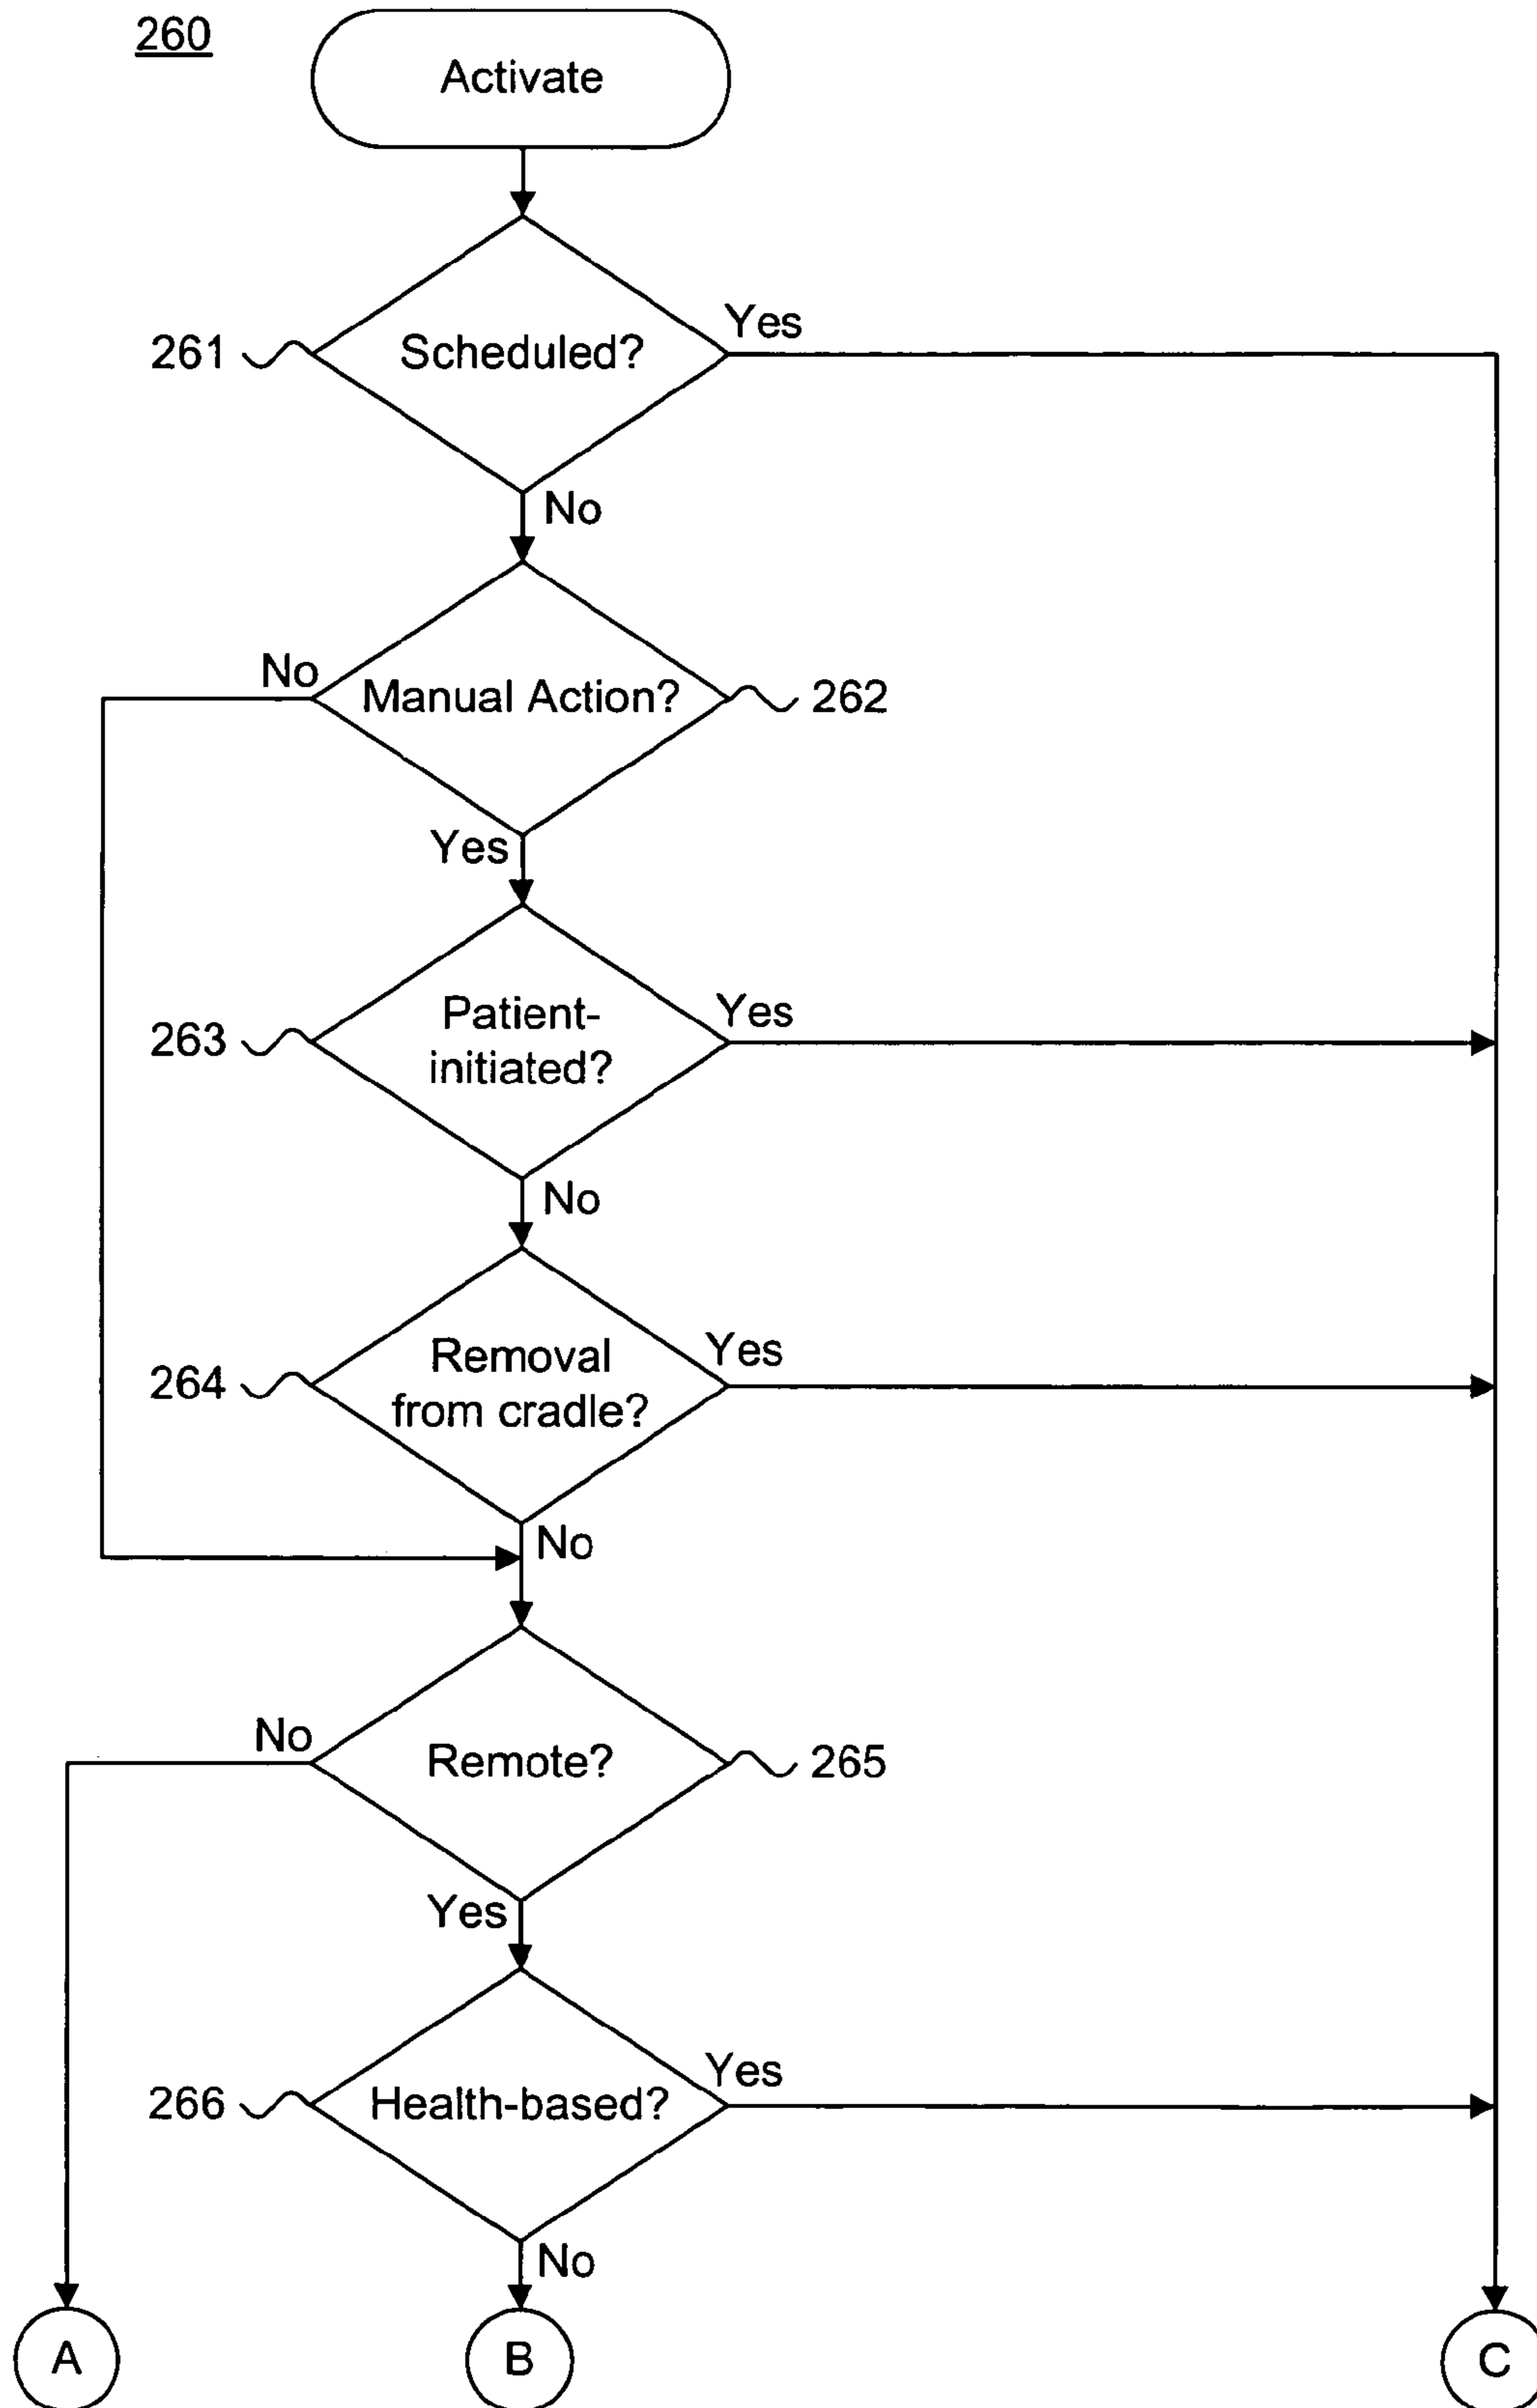 260
Activate
Yes
261
Scheduled?
No
No
Manual Action?
262
Yes
Patient-
initiated?
Yes
263
No
Removal
from cradle?
Yes
264
No
No
Remote?
265
Yes
Yes
266
Health-based?
No
A
B
C